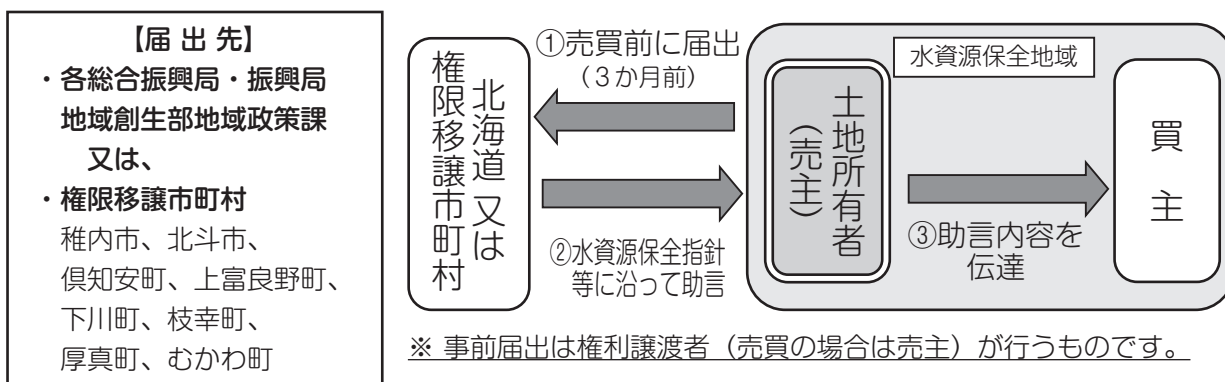 【届 出 先】
・各総合振興局・振興局
地域創生部地域政策課
又は、
・権限移譲市町村
稚内市、北斗市、
倶知安町、上富良野町、
下川町、枝幸町、
厚真町、むかわ町
北海道 又は
権限移譲市町村
①売買前に届出
（３か月前）
②水資源保全指針
等に沿って助言
水資源保全地域
土地所有者
（売主）
③助言内容を
伝達
買 主
※ 事前届出は権利譲渡者（売買の場合は売主）が行うものです。